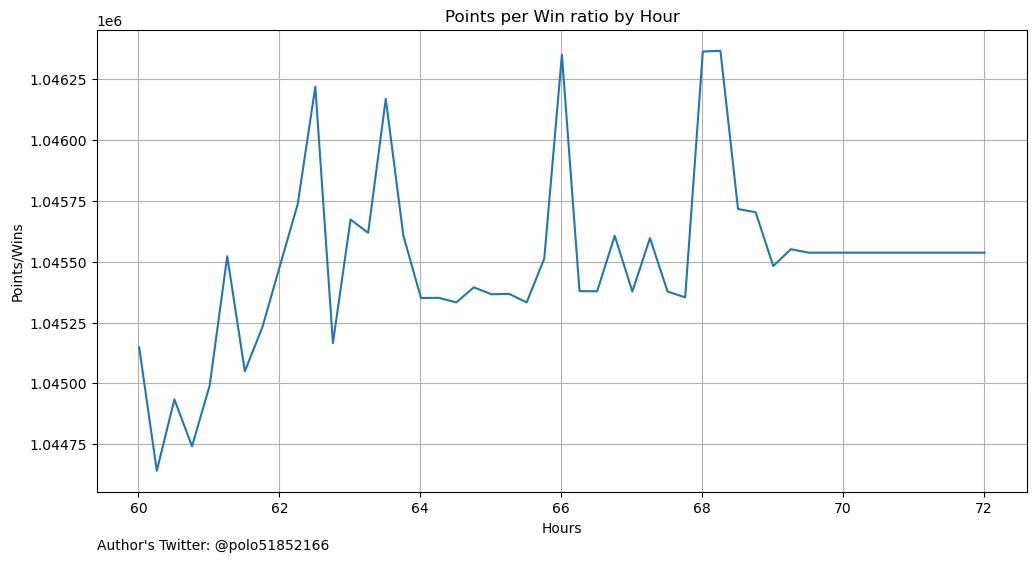 Points per Win ratio by Hour
1e6
1.04625
1.04600
1.04575
1.04550
1.04525
1.04500
1.04475
Points/Wins
60 62 64 66 68 70 72
Hours
Author's Twitter: @polo51852166